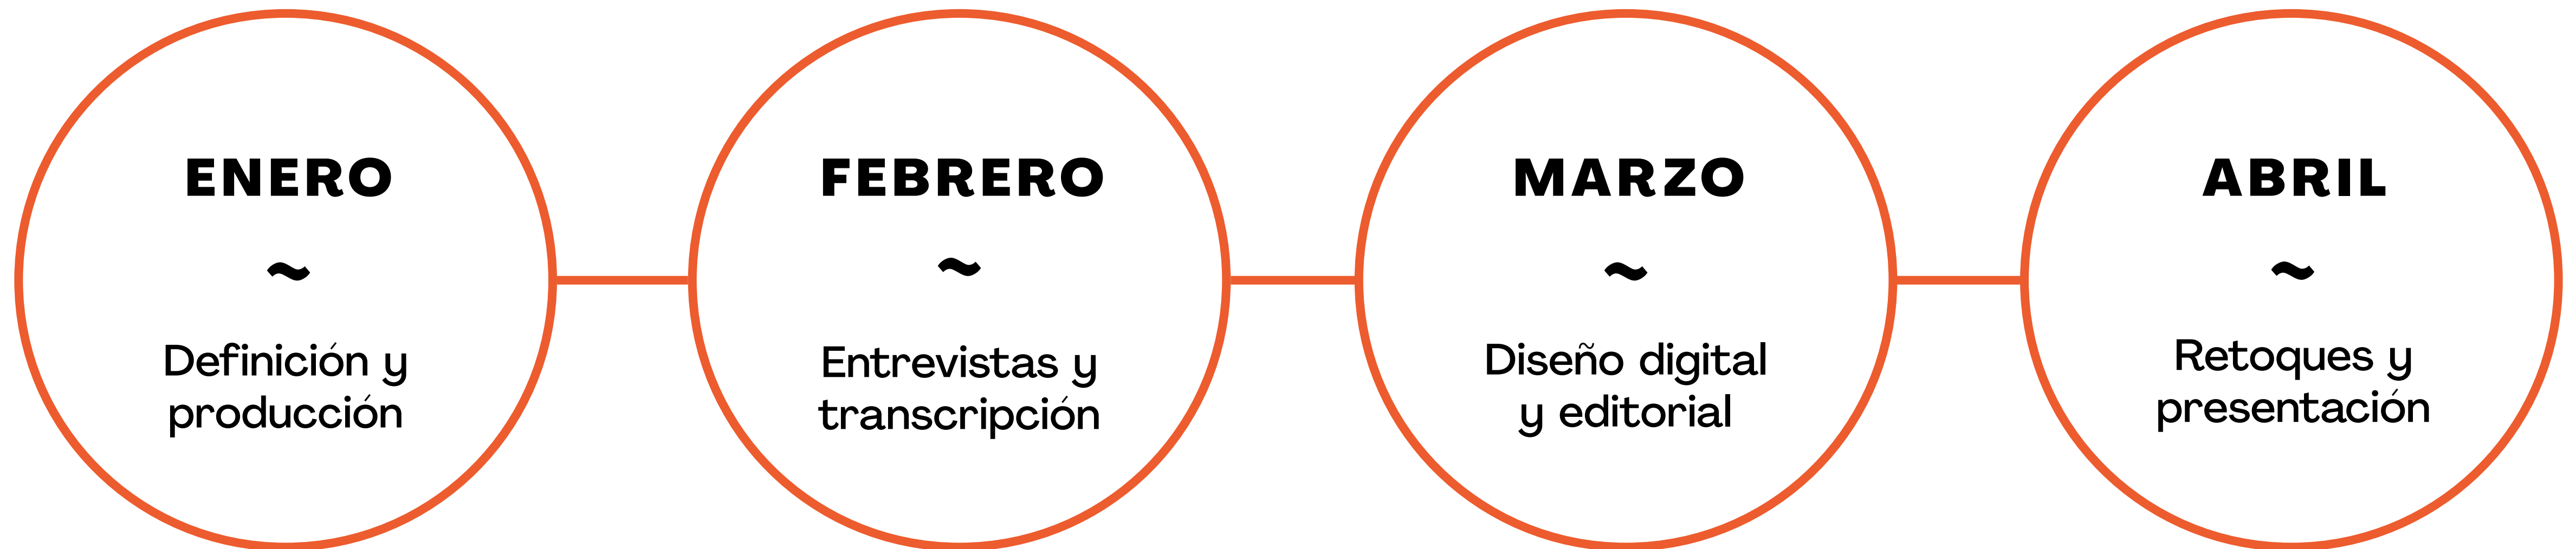 ENERO
~
Definición y
producción
FEBRERO
~
Entrevistas y
transcripción
MARZO
~
Diseño digital
y editorial
ABRIL
~
Retoques y
presentación